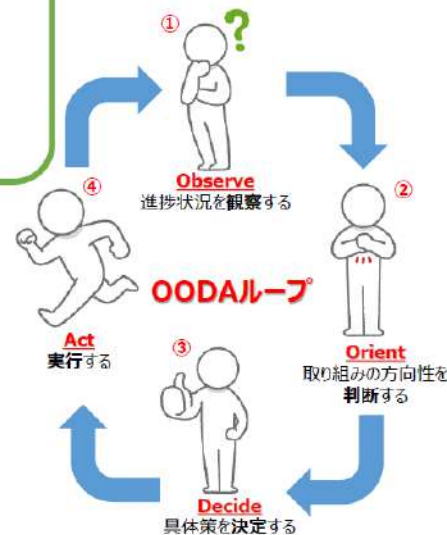 ①
?
Observe
進捗状況を観察する
②
Orient
取り組みの方向性を
判断する
③
Decide
具体策を決定する
④
Act
実行する
OODAループ